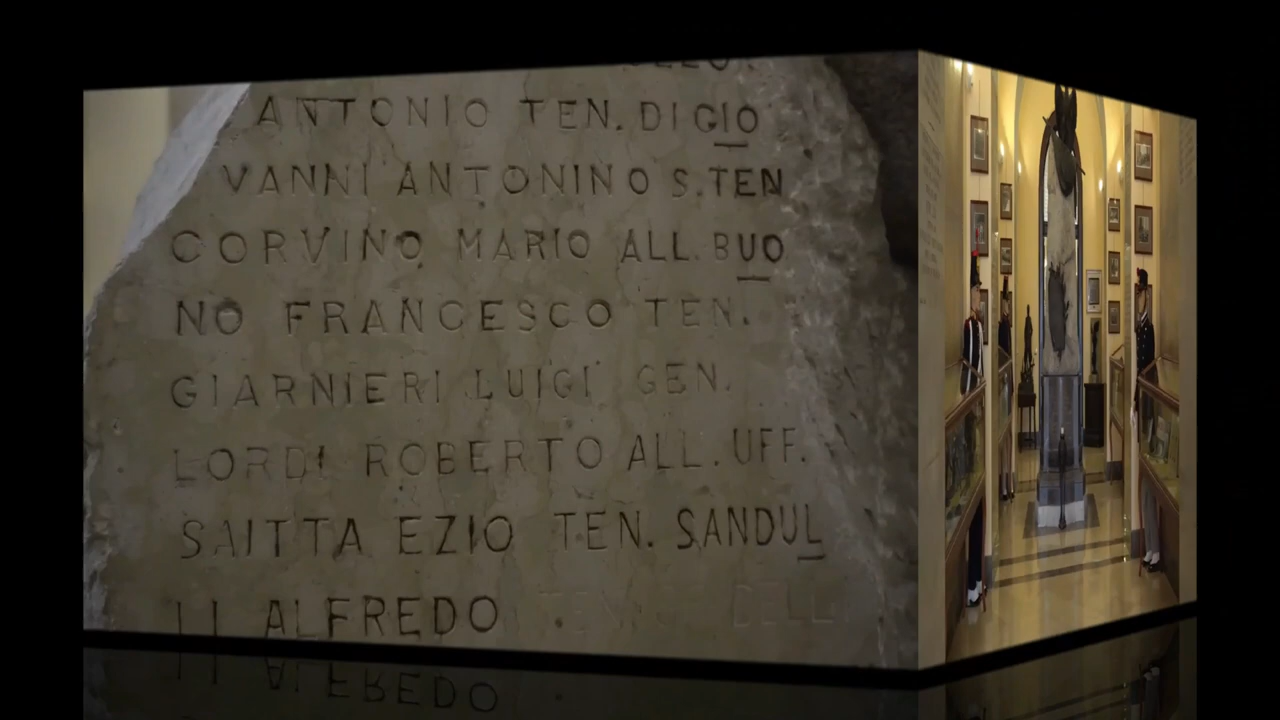 ANTONIO TEN. DI GIO
VANNI ANTONINO S.TEN
CORVINO MARIO ALL. BUO
NO FRANCESCO TEN.
GIARNIERI LUIGI GEN.
LORDI ROBERTO ALL. UFF.
SAITTA EZIO TEN. SANDUL
LI ALFREDO